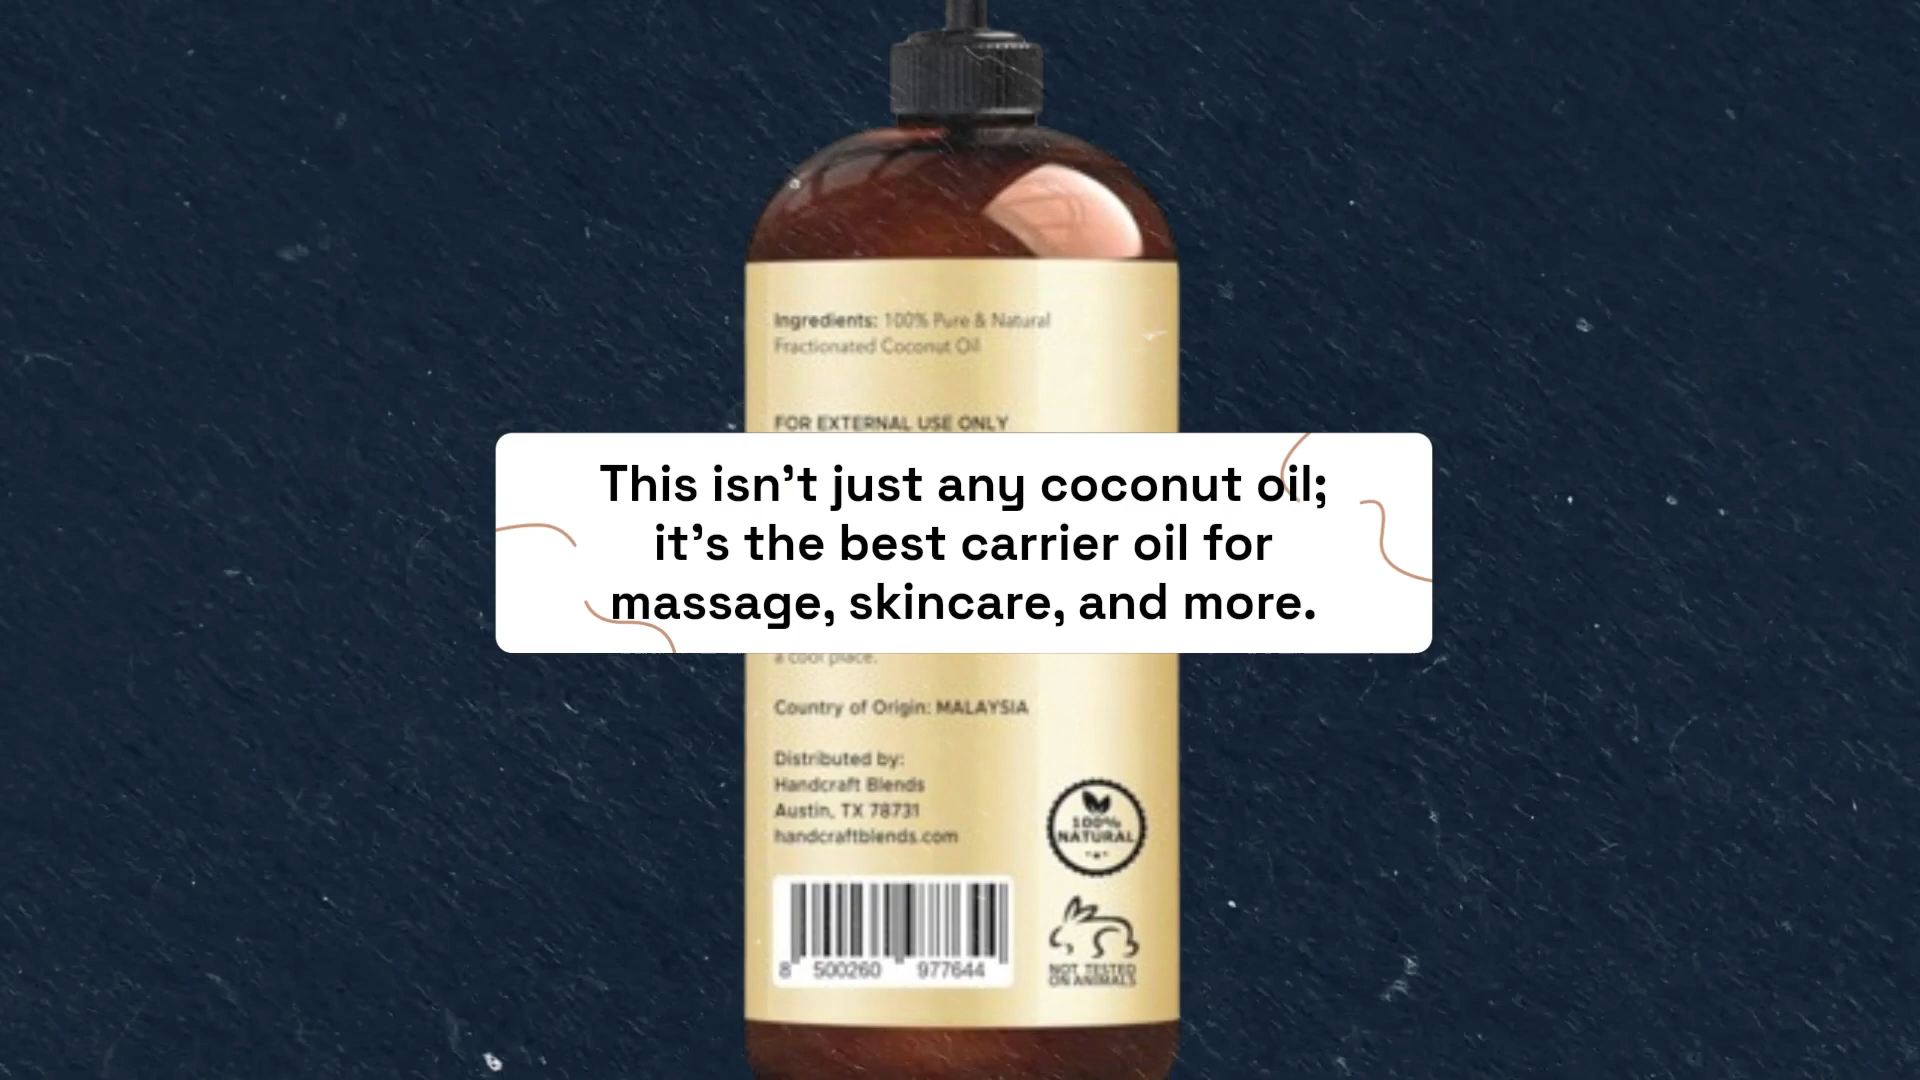 Ingredients: 100% Pure & Natural
Fractionated Coconut Oil
FOR EXTERNAL USE ONLY
This isn’t just any coconut oil;
it’s the best carrier oil for
massage, skincare, and more.
a cool place.
Country of Origin: MALAYSIA
Distributed by:
Handcraft Blends
Austin, TX 78731
handcraftblends.com
100%
NATURAL
8 500260 977644
NOT TESTED
ON ANIMALS